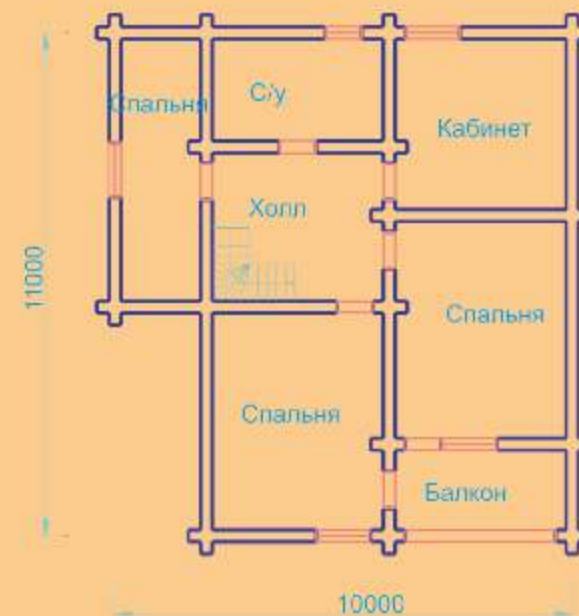 С/у
Спальня
Кабинет
Холл
11000
Спальня
Спальня
Балкон
10000